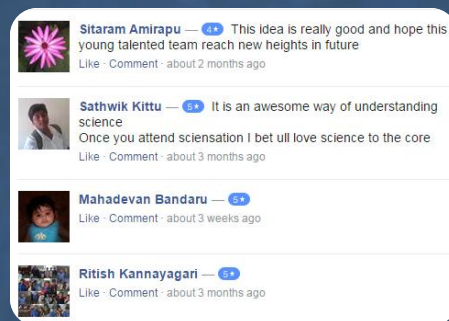 Sitaram Amirapu — 4★ This idea is really good and hope this
young talented team reach new heights in future
Like · Comment · about 2 months ago
Sathwik Kittu — 5★ It is an awesome way of understanding
science
Once you attend sciensation I bet ull love science to the core
Like · Comment · about 3 months ago
Mahadevan Bandaru — 5★
Like · Comment · about 3 weeks ago
Ritish Kannayagari — 5★
Like · Comment · about 3 months ago